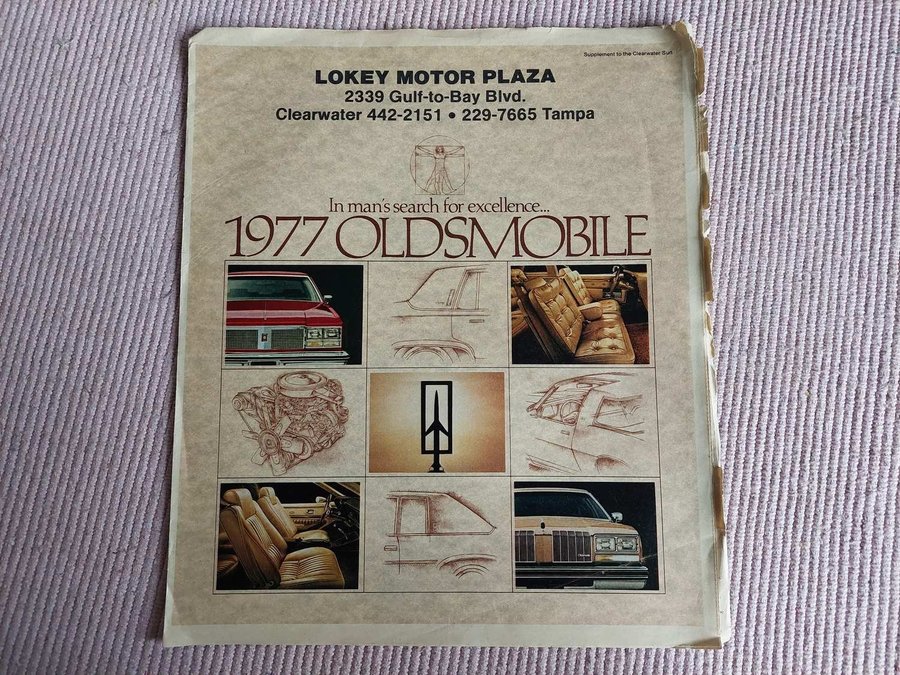 Supplement to the Clearwater Sun
LOKEY MOTOR PLAZA
2339 Gulf-to-Bay Blvd.
Clearwater 442-2151 • 229-7665 Tampa
In man's search for excellence...
1977 OLDSMOBILE